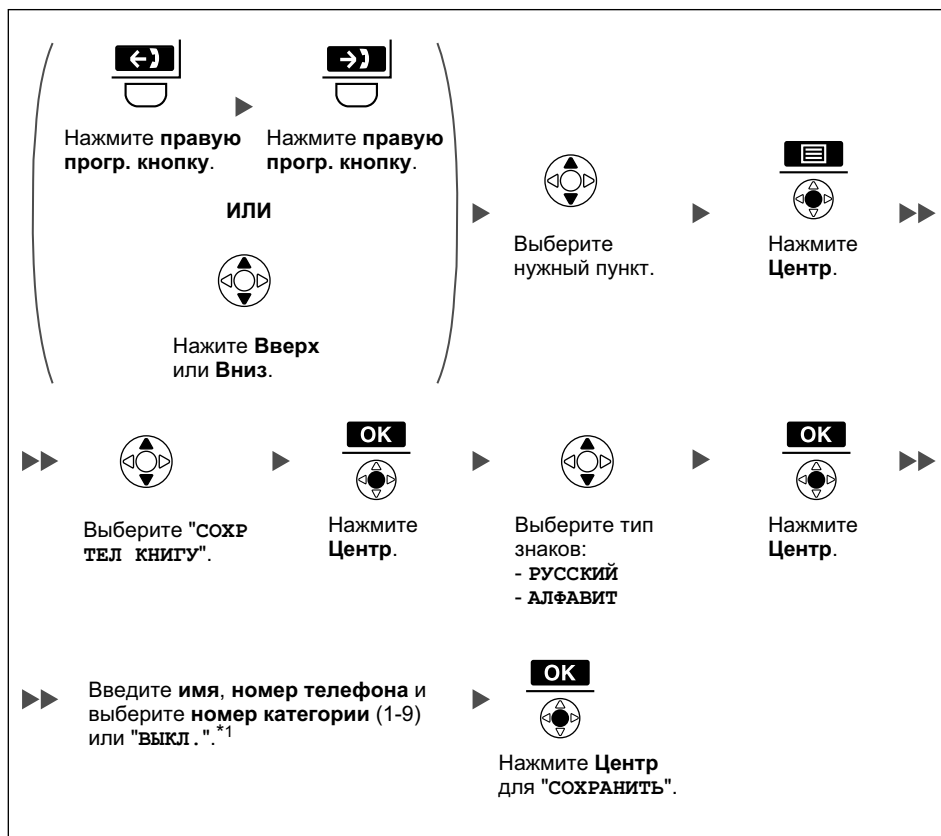 Нажмите правую
прогр. кнопку.
Нажмите правую
прогр. кнопку.
ИЛИ
Нажите Вверх
или Вниз.
Выберите
нужный пункт.
Нажмите
Центр.
Выберите "СОХР
ТЕЛ КНИГУ".
OK
Нажмите
Центр.
Выберите тип
знаков:
- РУССКИЙ
- АЛФАВИТ
OK
Нажмите
Центр.
Введите имя, номер телефона и
выберите номер категории (1-9)
или "ВЫКЛ.".*1
OK
Нажмите Центр
для "СОХРАНИТЬ".